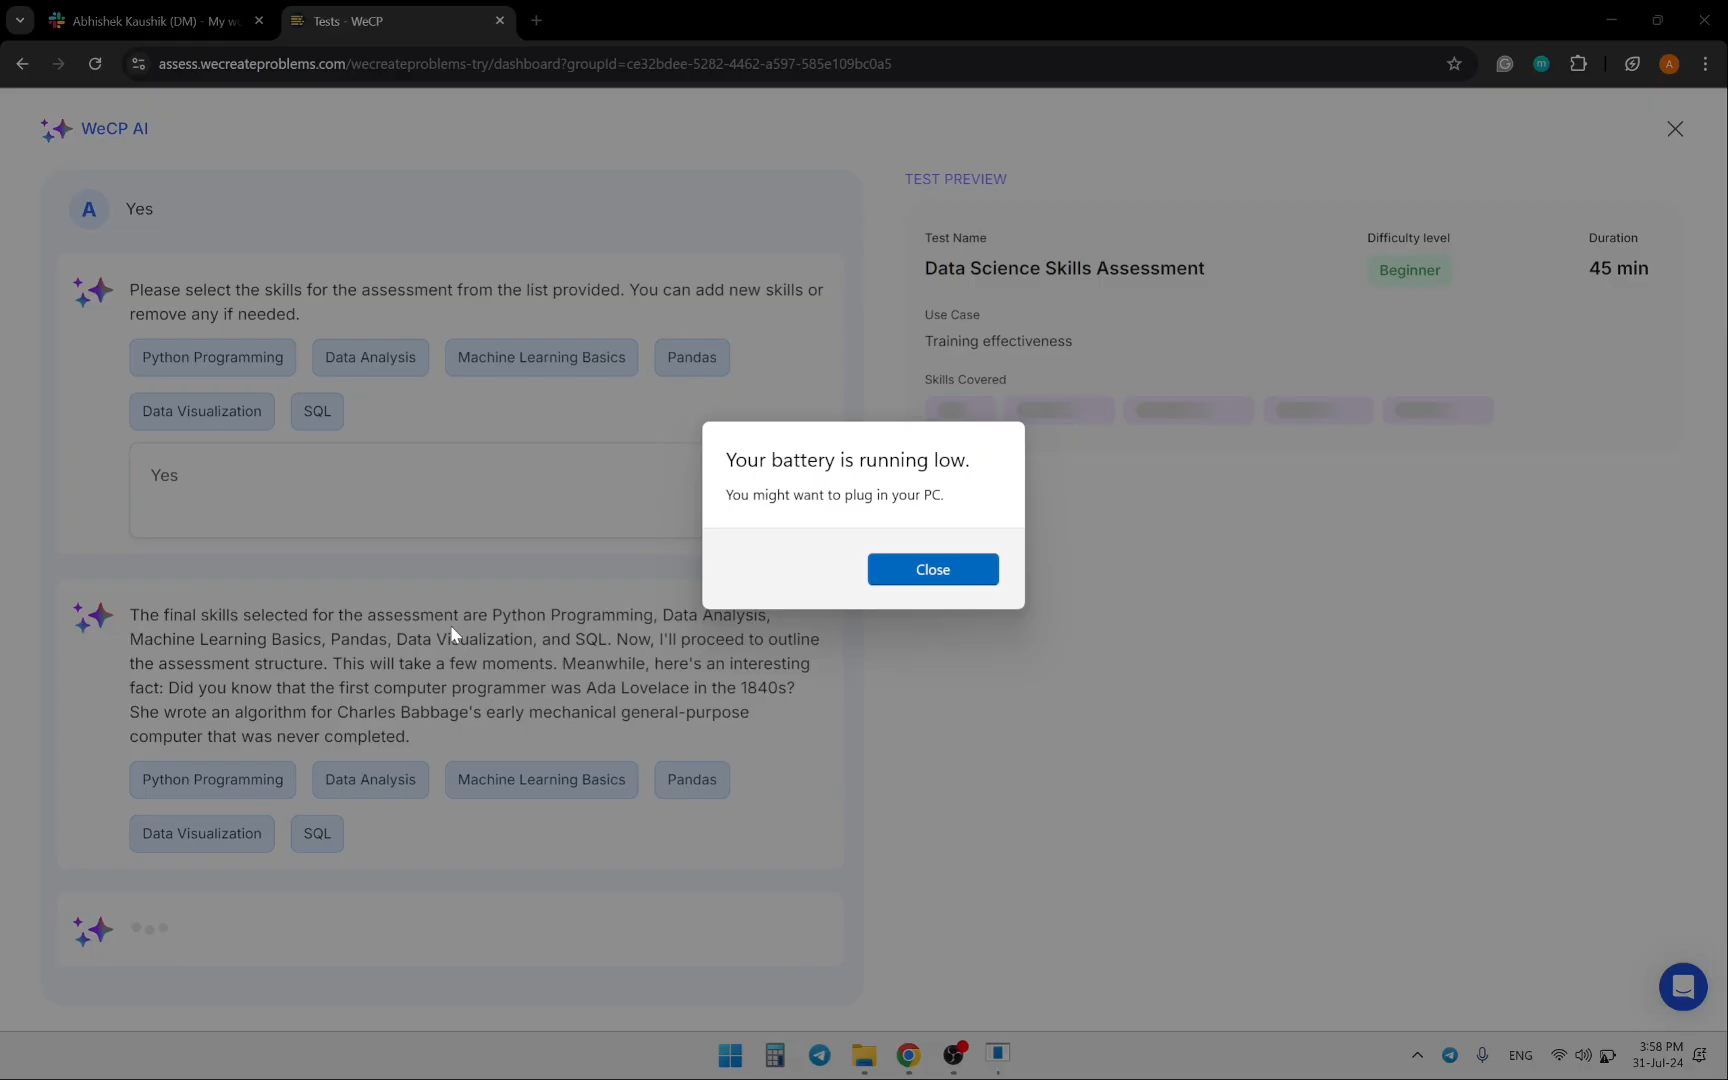 Abhishek Kaushik (DM) - My w
Tests - WeCP
assess.wecreateproblems.com/wecreateproblems-try/dashboard?groupId=ce32bdee-5282-4462-a597-585e109bc0a5
m
A
WeCP AI
A
Yes
Please select the skills for the assessment from the list provided. You can add new skills or
remove any if needed.
Python Programming
Data Analysis
Machine Learning Basics
Pandas
Data Visualization
SQL
Yes
The final skills selected for the assessment are Python Programming, Data Analysis,
Machine Learning Basics, Pandas, Data Visualization, and SQL. Now, I'll proceed to outline
the assessment structure. This will take a few moments. Meanwhile, here's an interesting
fact: Did you know that the first computer programmer was Ada Lovelace in the 1840s?
She wrote an algorithm for Charles Babbage's early mechanical general-purpose
computer that was never completed.
Python Programming
Data Analysis
Machine Learning Basics
Pandas
Data Visualization
SQL
TEST PREVIEW
Test Name
Data Science Skills Assessment
Difficulty level
Beginner
Duration
45 min
Use Case
Training effectiveness
Skills Covered
Your battery is running low.
You might want to plug in your PC.
Close
ENG
3:58 PM
31-Jul-24